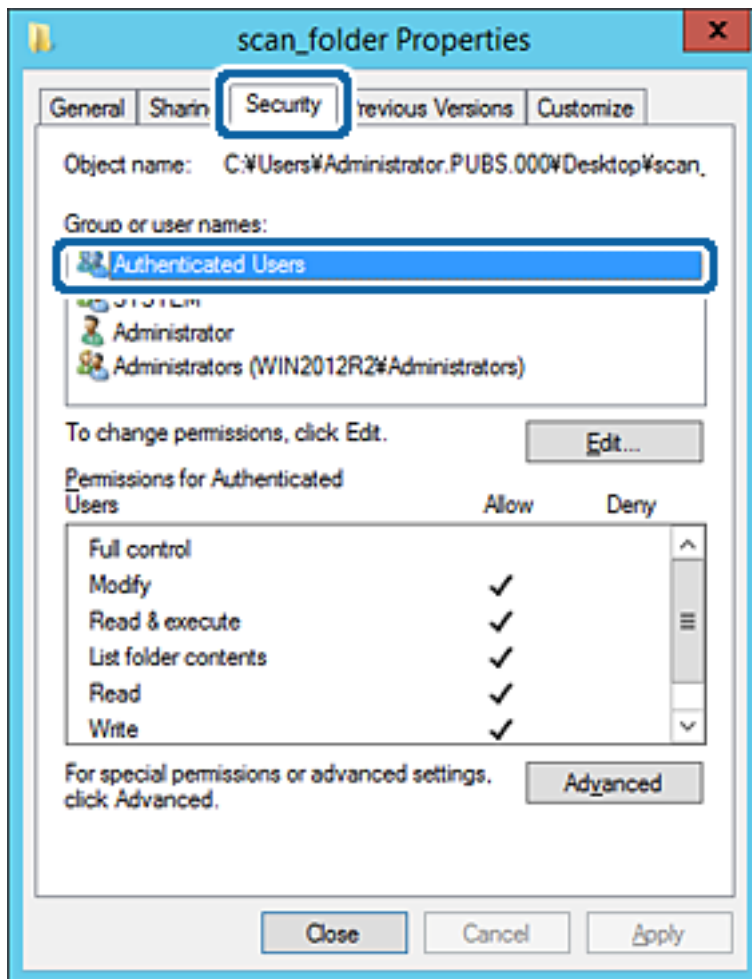 scan_folder Properties
General Security Previous Versions Customize
Object name: C:¥Users¥Administrator.PUBS.000¥Desktop¥scan_
Group or user names:
Authenticated Users
SYSTEM
Administrator
Administrators (WIN2012R2¥Administrators)
To change permissions, click Edit.
Edit...
Permissions for Authenticated
Users Allow Deny
Full control
Modify
Read & execute
List folder contents
Read
Write
For special permissions or advanced settings,
click Advanced.
Advanced
Close Cancel Apply